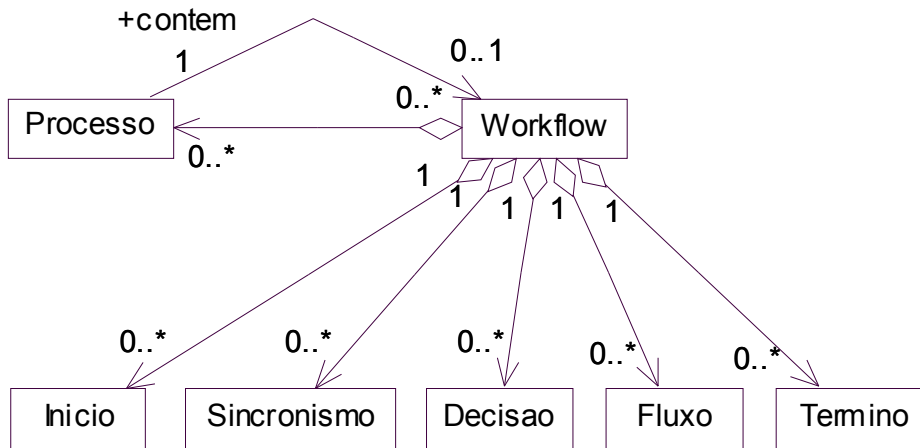 +contem
1
0..1
0..*
Processo
Workflow
0..*
1
1
1
1
1
0..*
0..*
0..*
0..*
0..*
Inicio
Sincronismo
Decisao
Fluxo
Termino